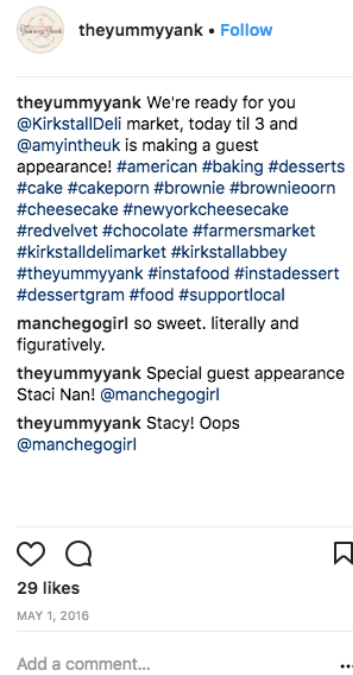 theyummyyank • Follow
theyummyyank We're ready for you
@KirkstallDeli market, today til 3 and
@amyintheuk is making a guest
appearance! #american #baking #desserts
#cake #cakeporn #brownie #brownieoorn
#cheesecake #newyorkcheesecake
#redvelvet #chocolate #farmersmarket
#kirkstalldelimarket #kirkstallabbey
#theyummyyank #instafood #instadessert
#dessertgram #food #supportlocal
manchegogirl so sweet. literally and
figuratively.
theyummyyank Special guest appearance
Staci Nan! @manchegogirl
theyummyyank Stacy! Oops
@manchegogirl
29 likes
MAY 1, 2016
Add a comment...